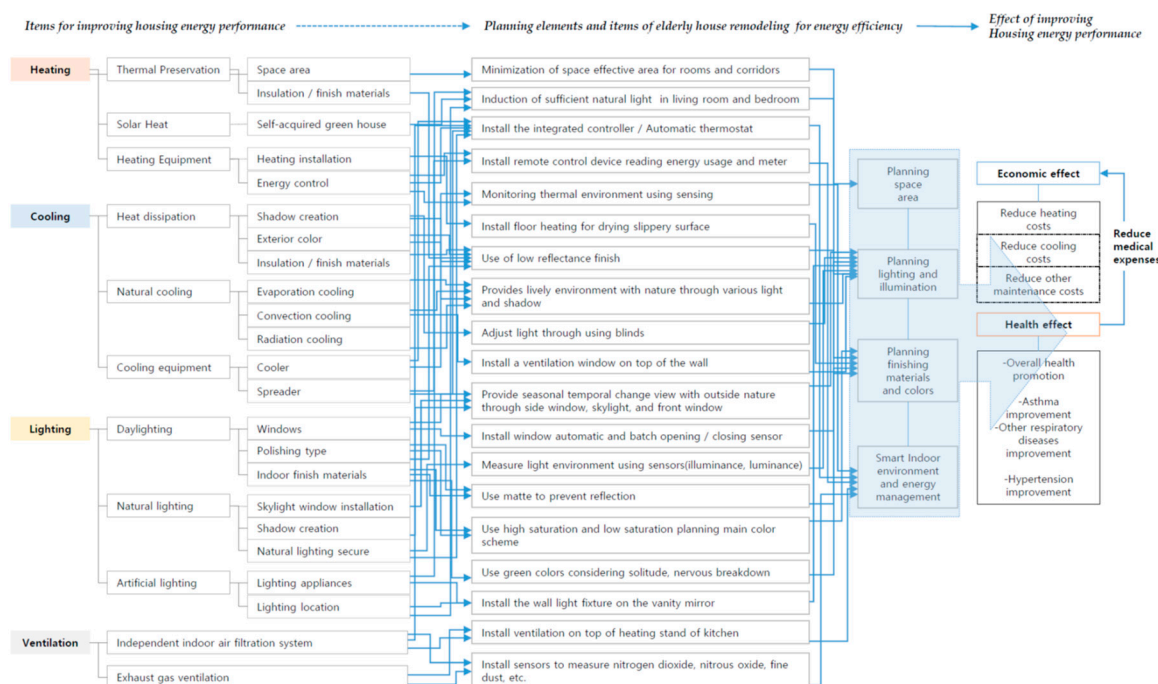 Items for improving housing energy performance
Planning elements and items of elderly house remodeling for energy efficiency
Effect of improving
Housing energy performance
Heating
Thermal Preservation
Space area
Insulation / finish materials
Solar Heat
Self-acquired green house
Heating Equipment
Heating installation
Energy control
Cooling
Heat dissipation
Shadow creation
Exterior color
Insulation / finish materials
Natural cooling
Evaporation cooling
Convection cooling
Radiation cooling
Cooling equipment
Cooler
Spreader
Lighting
Daylighting
Windows
Polishing type
Indoor finish materials
Natural lighting
Skylight window installation
Shadow creation
Natural lighting secure
Artificial lighting
Lighting appliances
Lighting location
Ventilation
Independent indoor air filtration system
Exhaust gas ventilation
Minimization of space effective area for rooms and corridors
Induction of sufficient natural light in living room and bedroom
Install the integrated controller / Automatic thermostat
Install remote control device reading energy usage and meter
Monitoring thermal environment using sensing
Install floor heating for drying slippery surface
Use of low reflectance finish
Provides lively environment with nature through various light
and shadow
Adjust light through using blinds
Install a ventilation window on top of the wall
Provide seasonal temporal change view with outside nature
through side window, skylight, and front window
Install window automatic and batch opening / closing sensor
Measure light environment using sensors(illuminance, luminance)
Use matte to prevent reflection
Use high saturation and low saturation planning main color
scheme
Use green colors considering solitude, nervous breakdown
Install the wall light fixture on the vanity mirror
Install ventilation on top of heating stand of kitchen
Install sensors to measure nitrogen dioxide, nitrous oxide, fine
dust, etc.
Planning
space
area
Planning
lighting and
illumination
Planning
finishing
materials
and colors
Smart Indoor
environment
and energy
management
Economic effect
Reduce heating
costs
Reduce cooling
costs
Reduce other
maintenance costs
Health effect
-Overall health
promotion
-Asthma
improvement
-Other respiratory
diseases
improvement
-Hypertension
improvement
Reduce
medical
expenses